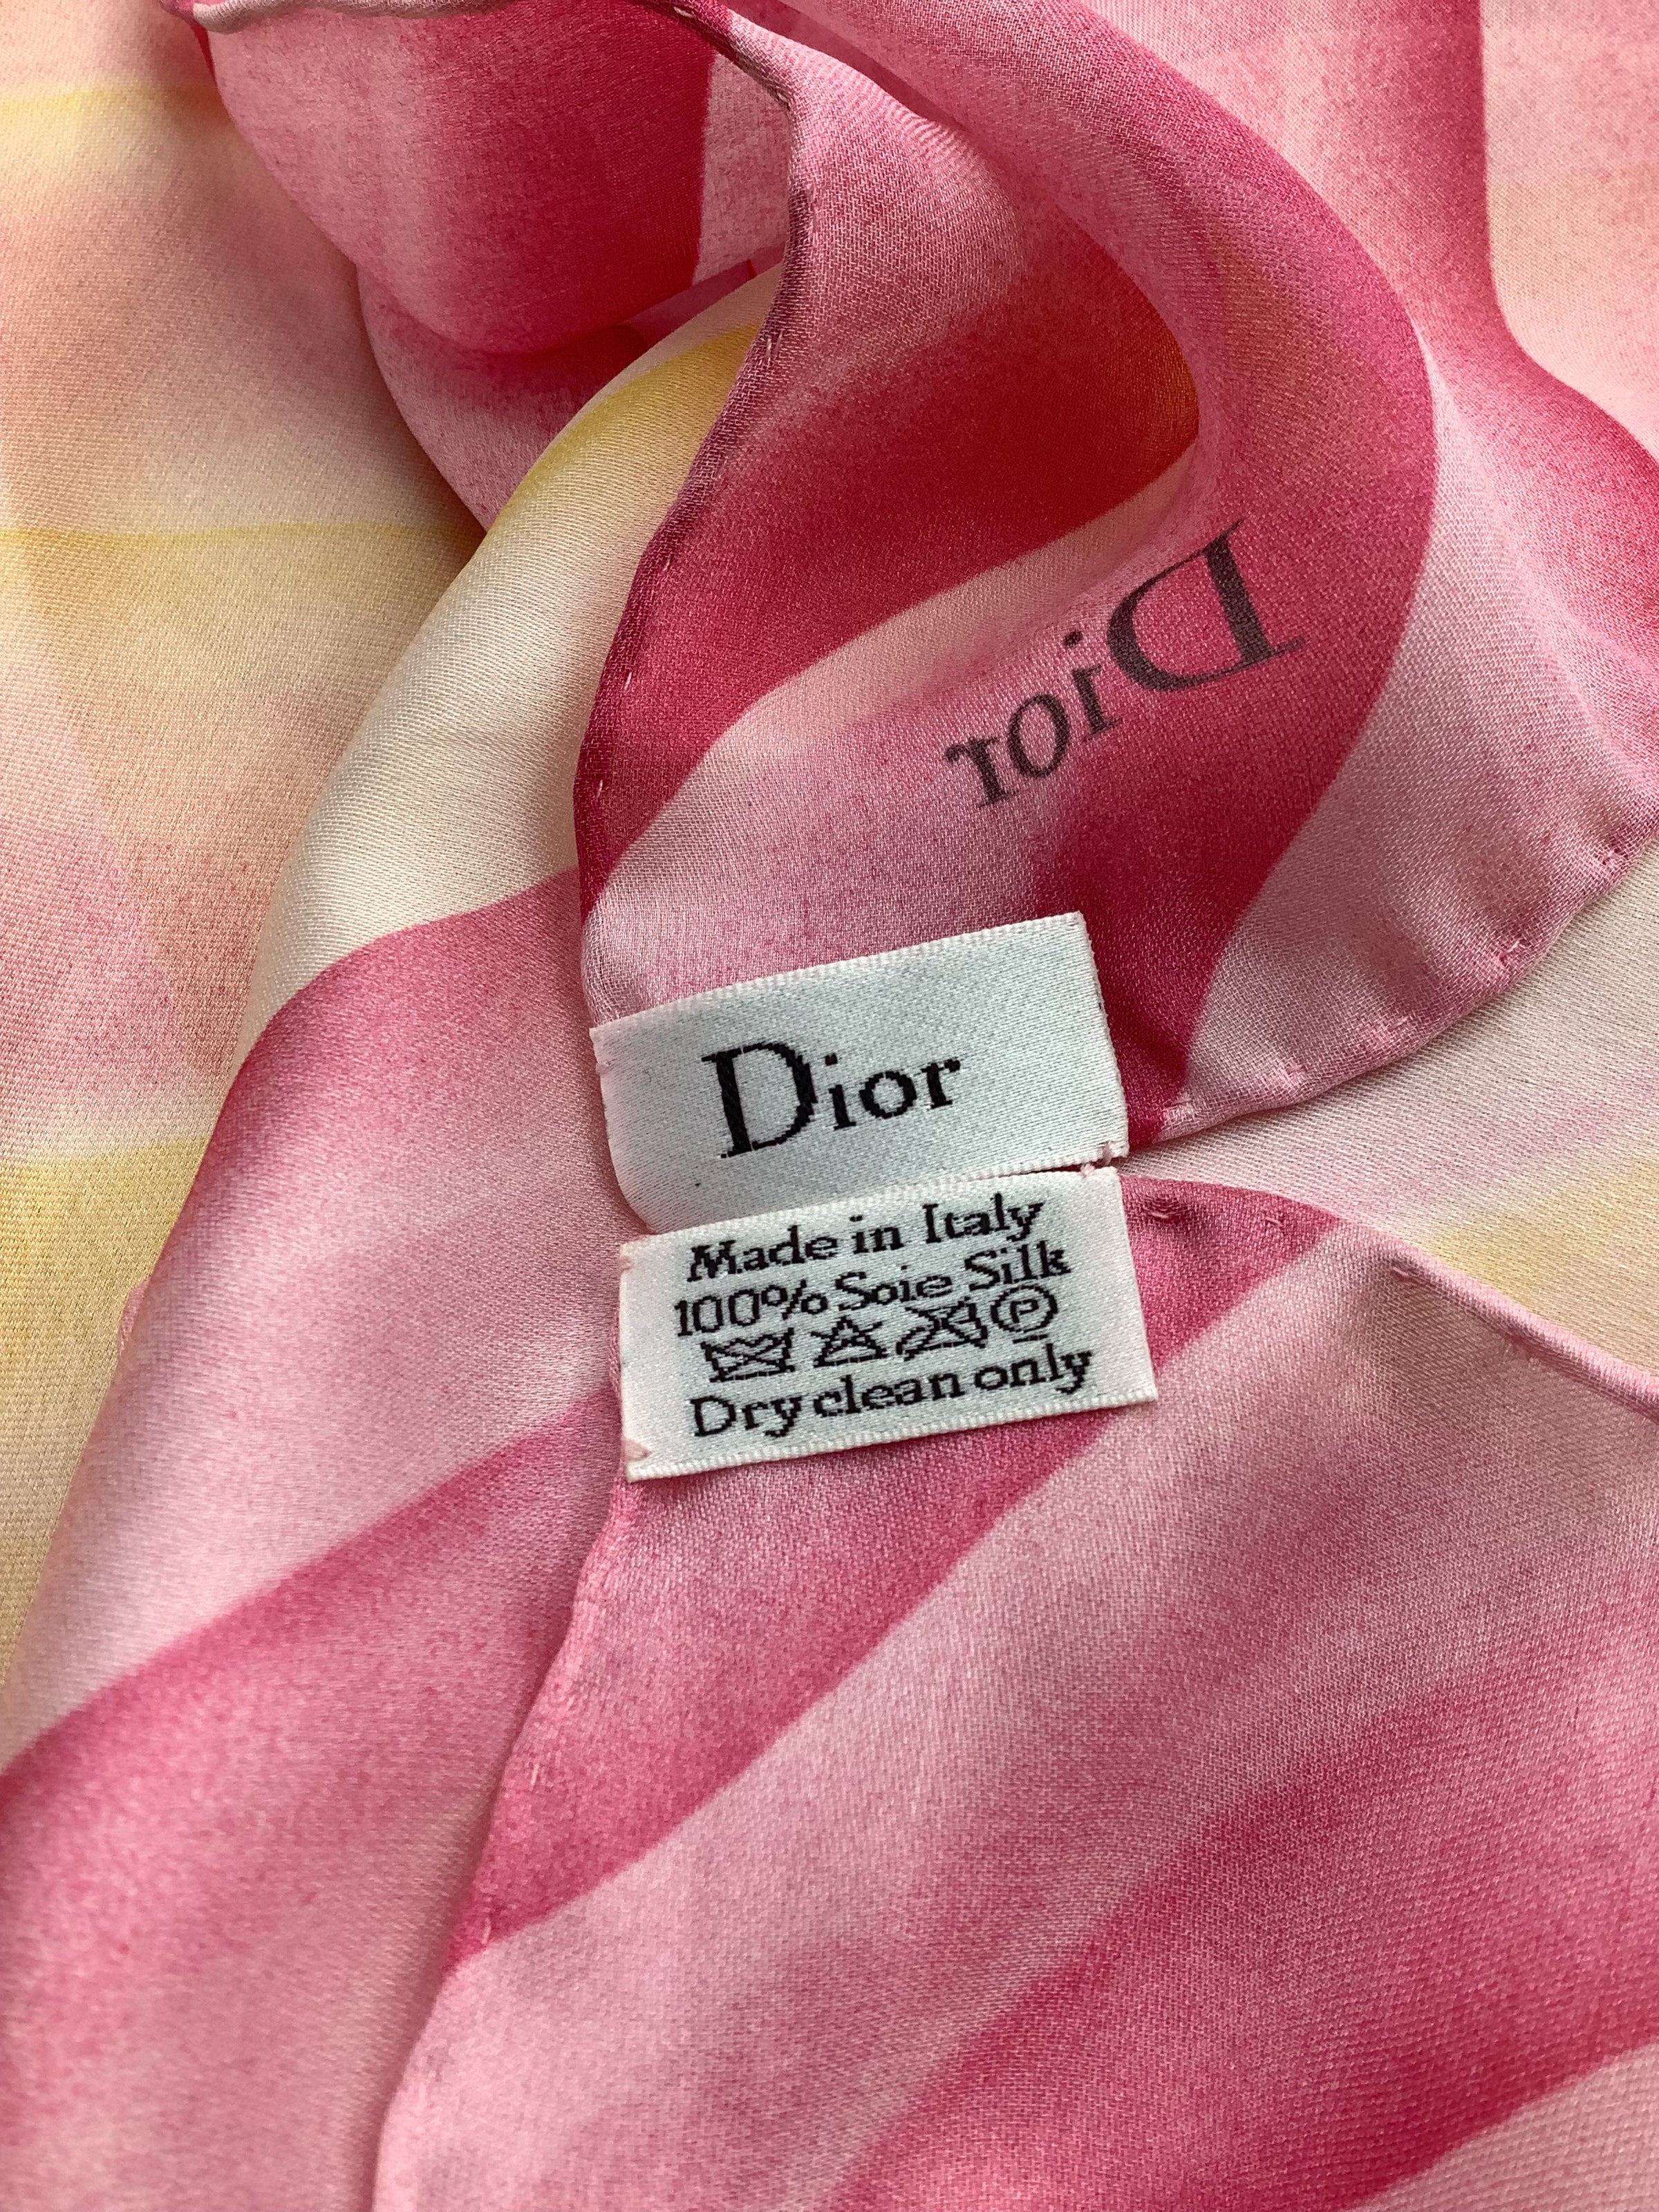 Dior
Dior
Made in Italy
100% Soie Silk
P
Dry clean only